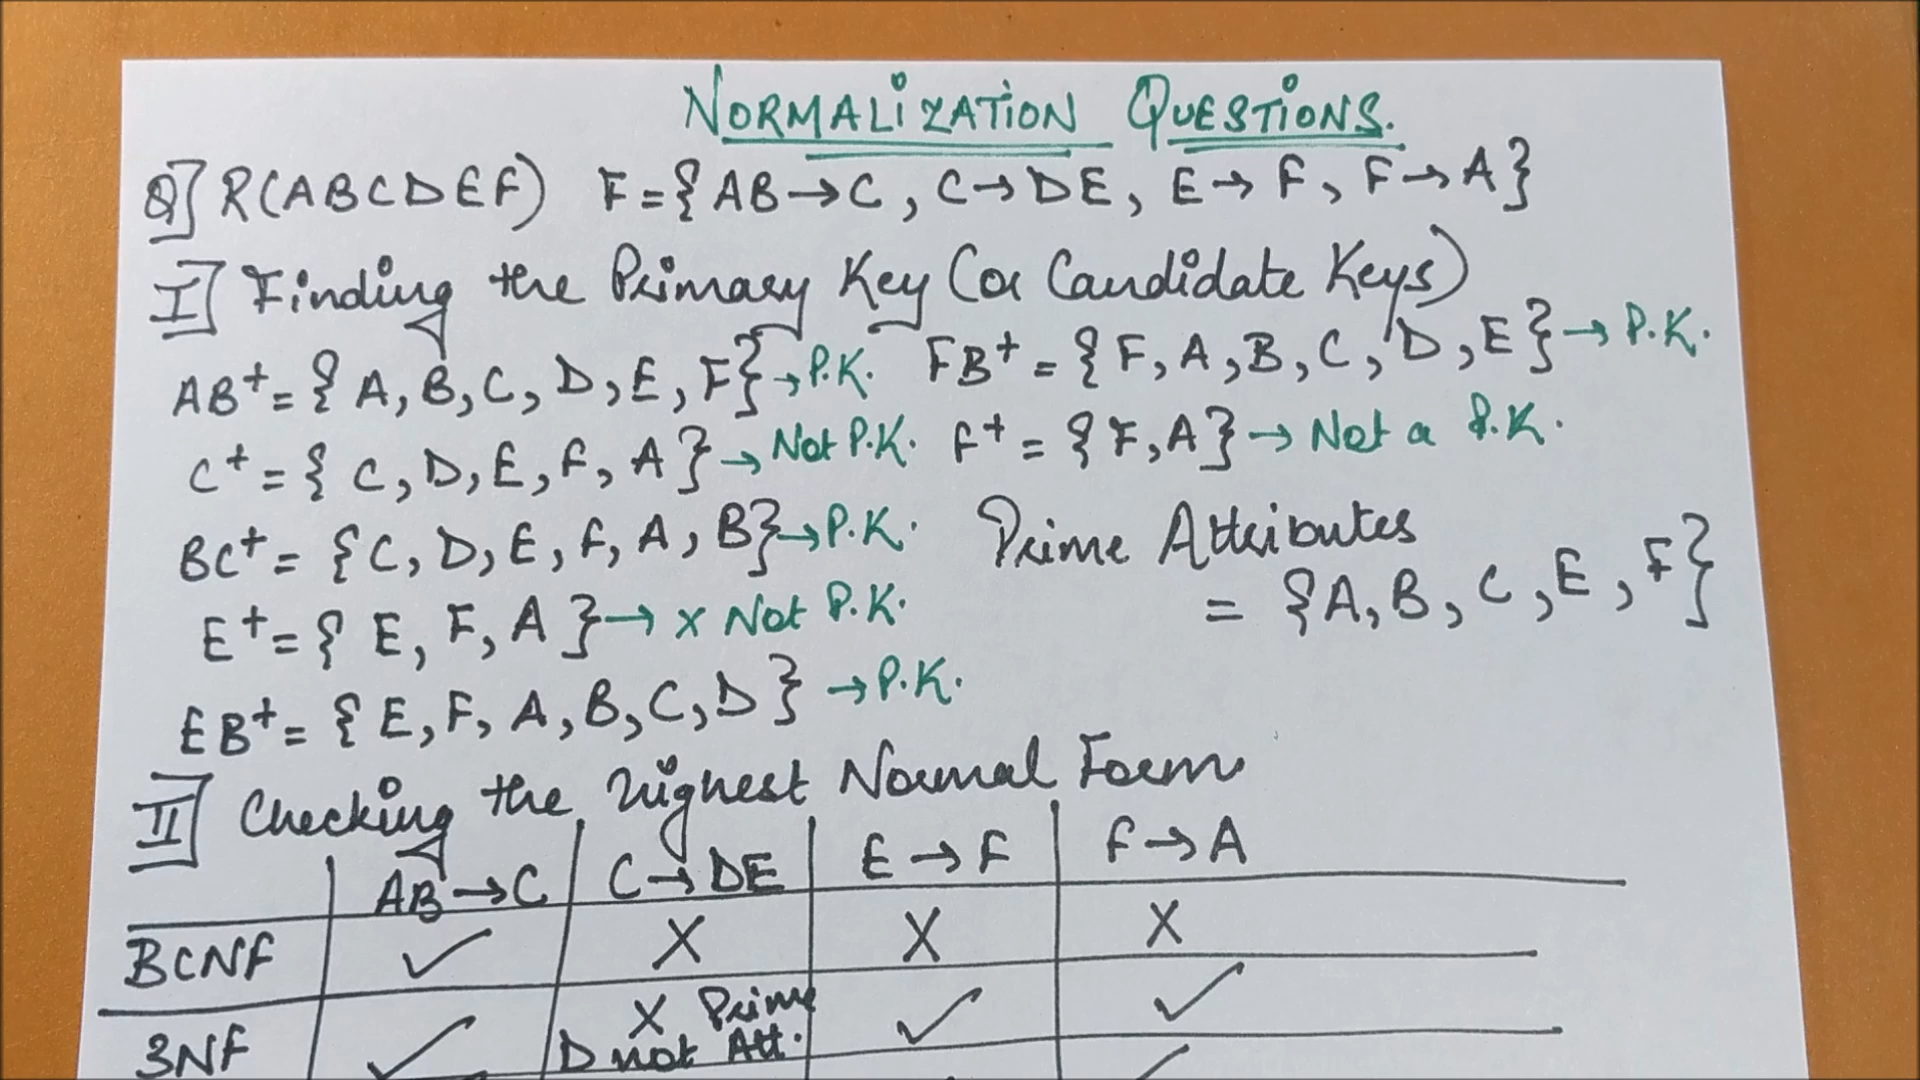 NORMALiZATiON QUESTiONS.
Q] R(ABCDEF) F={AB→C, C→DE, E→F, F→A}
I] Finding the Primary Key (or Candidate Keys)
AB⁺= {A,B,C,D,E,F}→P.K.
C⁺={C,D,E,F,A}→Not P.K.
BC⁺= {C,D,E,F,A,B}→P.K.
E⁺={E,F,A}→x Not P.K.
EB⁺={E,F,A,B,C,D}→P.K.
FB⁺={F,A,B,C,D,E}→P.K.
F⁺={F,A}→Not a P.K.
Prime Attributes
= {A,B,C,E,F}
II] Checking the Highest Normal Form
AB→C C→DE E→F F→A
BCNF ✓ X X X
3NF ✓ X Prime ✓ ✓
D not Att.